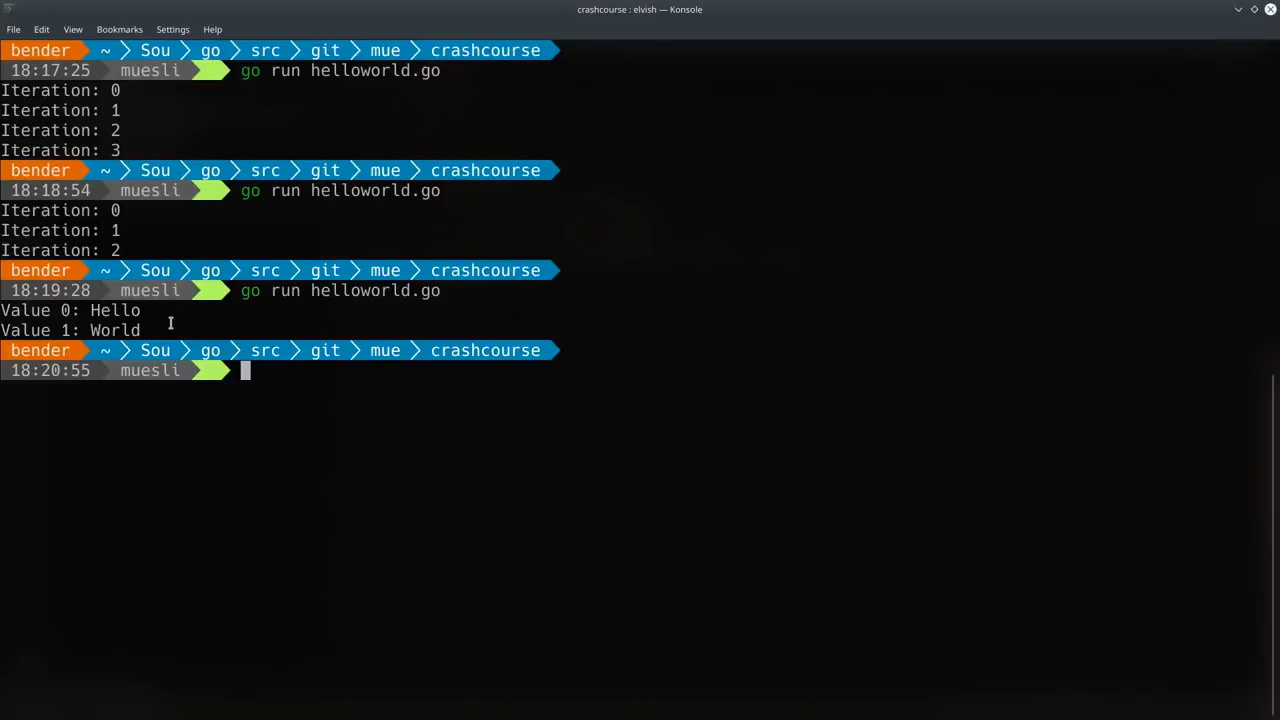 crashcourse : elvish — Konsole
File Edit View Bookmarks Settings Help
bender ~ Sou go src git mue crashcourse
18:17:25 muesli go run helloworld.go
Iteration: 0
Iteration: 1
Iteration: 2
Iteration: 3
bender ~ Sou go src git mue crashcourse
18:18:54 muesli go run helloworld.go
Iteration: 0
Iteration: 1
Iteration: 2
bender ~ Sou go src git mue crashcourse
18:19:28 muesli go run helloworld.go
Value 0: Hello
Value 1: World
bender ~ Sou go src git mue crashcourse
18:20:55 muesli